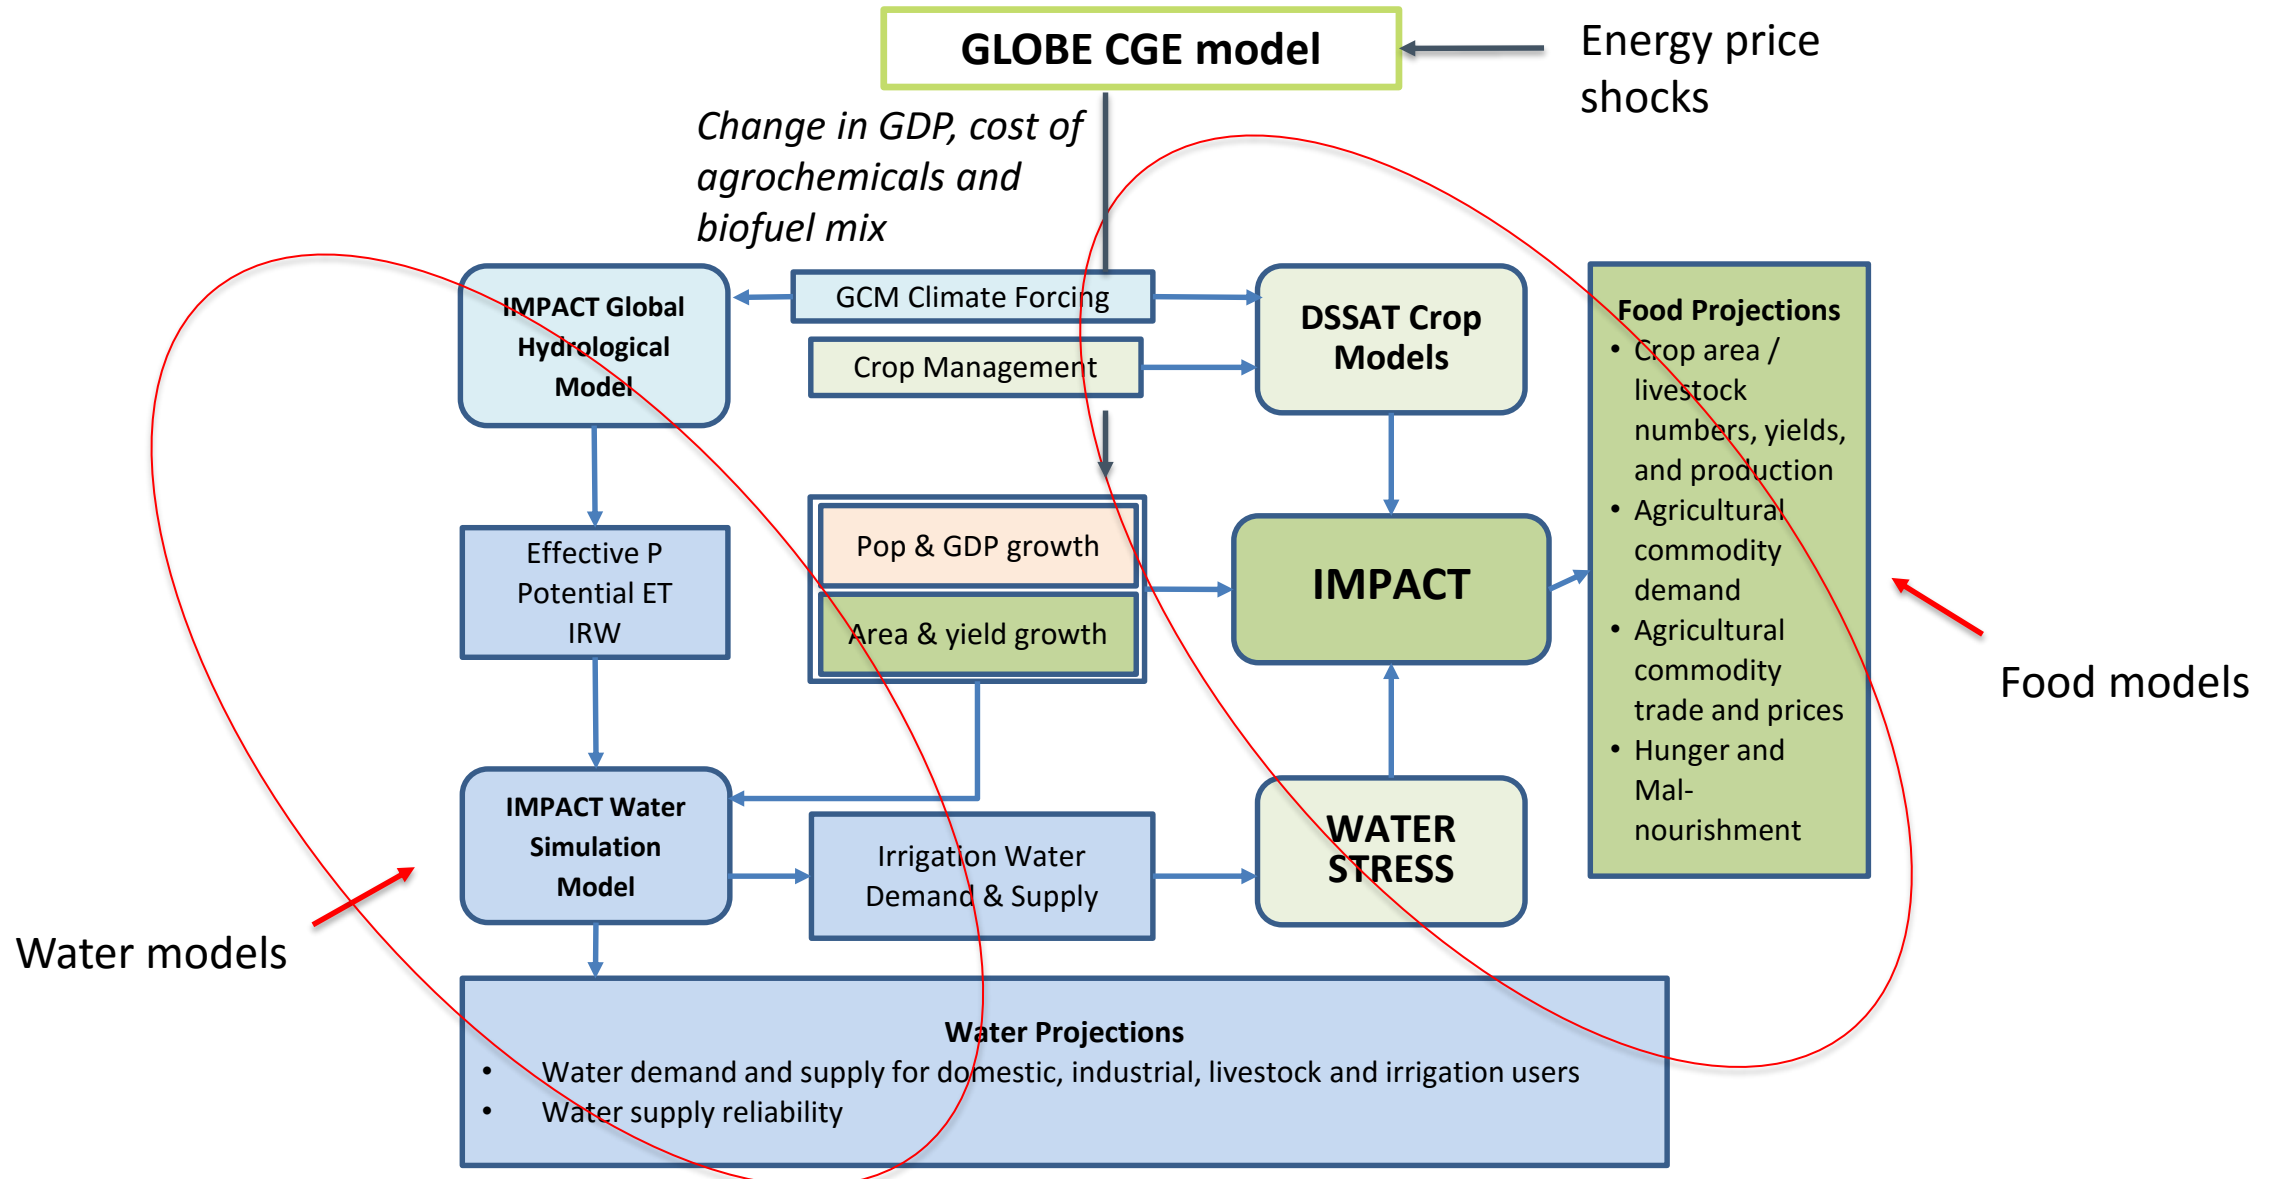 GLOBE CGE model
Energy price
shocks
Change in GDP, cost of
agrochemicals and
biofuel mix
IMPACT Global
Hydrological
Model
GCM Climate Forcing
Crop Management
DSSAT Crop
Models
Food Projections
• Crop area /
livestock
numbers, yields,
and production
• Agricultural
commodity
demand
• Agricultural
commodity
trade and prices
• Hunger and
Mal-
nourishment
Effective P
Potential ET
IRW
Pop & GDP growth
Area & yield growth
IMPACT
Food models
IMPACT Water
Simulation
Model
Irrigation Water
Demand & Supply
WATER
STRESS
Water models
Water Projections
• Water demand and supply for domestic, industrial, livestock and irrigation users
• Water supply reliability